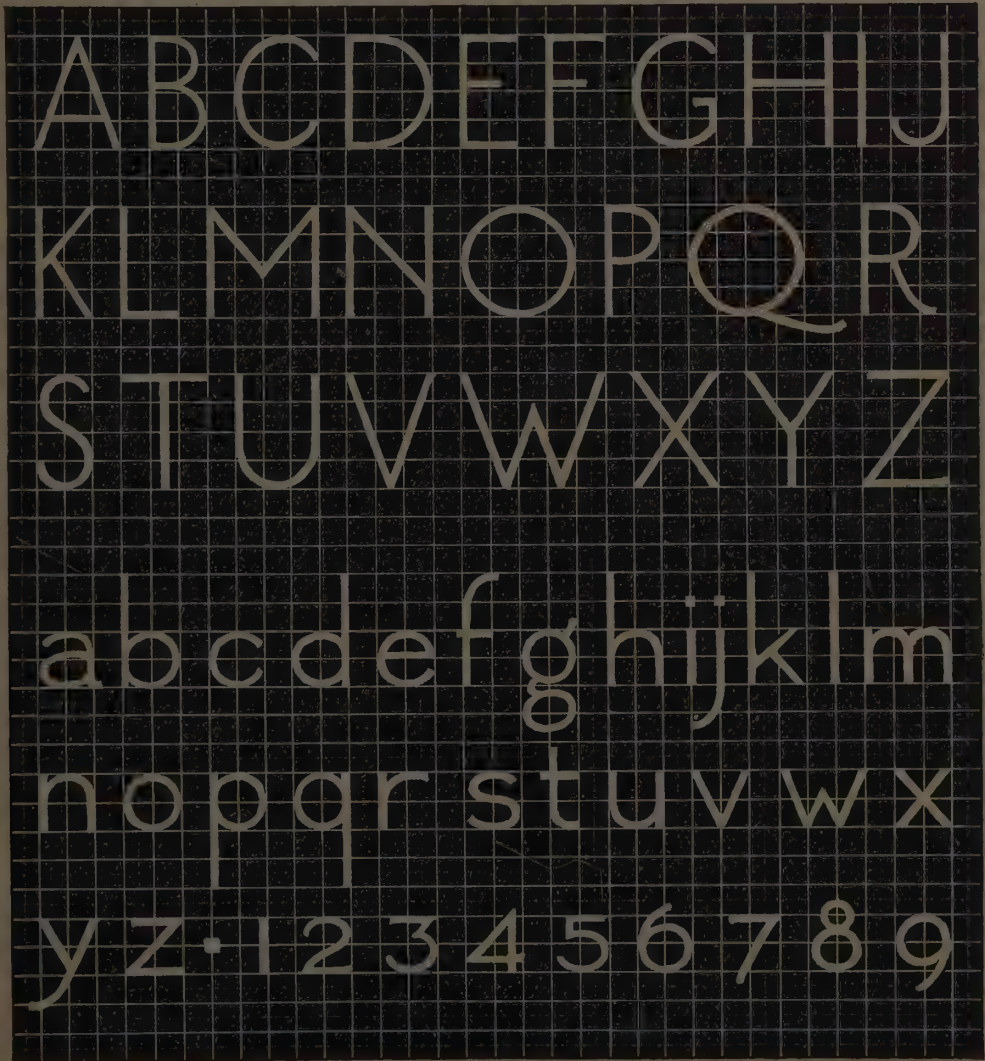 ABCDEFGHIJ
KLMNOPQR
STUVWXYZ
abcdefghijklm
nopqrstuvwx
yz·123456789